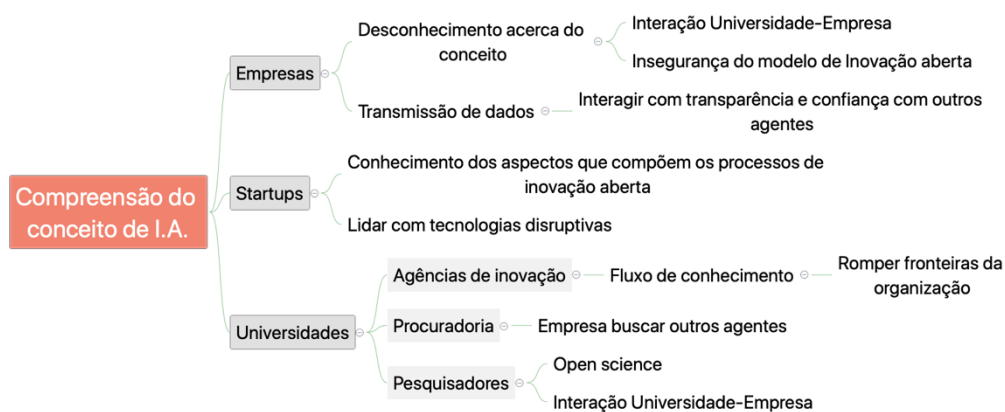 Compreensão do
conceito de I.A.
Empresas
Desconhecimento acerca do
conceito
Interação Universidade-Empresa
Insegurança do modelo de Inovação aberta
Transmissão de dados
Interagir com transparência e confiança com outros
agentes
Startups
Conhecimento dos aspectos que compõem os processos de
inovação aberta
Lidar com tecnologias disruptivas
Universidades
Agências de inovação
Fluxo de conhecimento
Romper fronteiras da
organização
Procuradoria
Empresa buscar outros agentes
Pesquisadores
Open science
Interação Universidade-Empresa